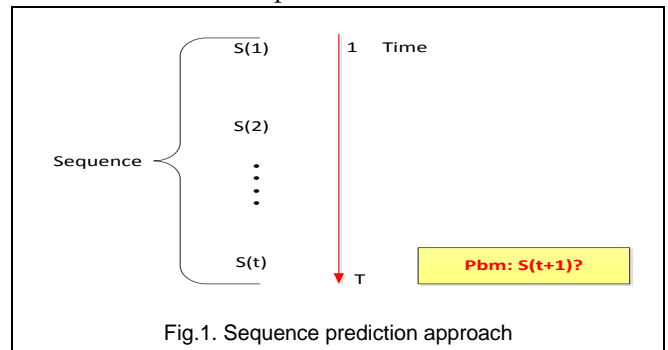 S(1) 1 Time
S(2)
Sequence
S(t)
Pbm: S(t+1)?
T
Fig.1. Sequence prediction approach